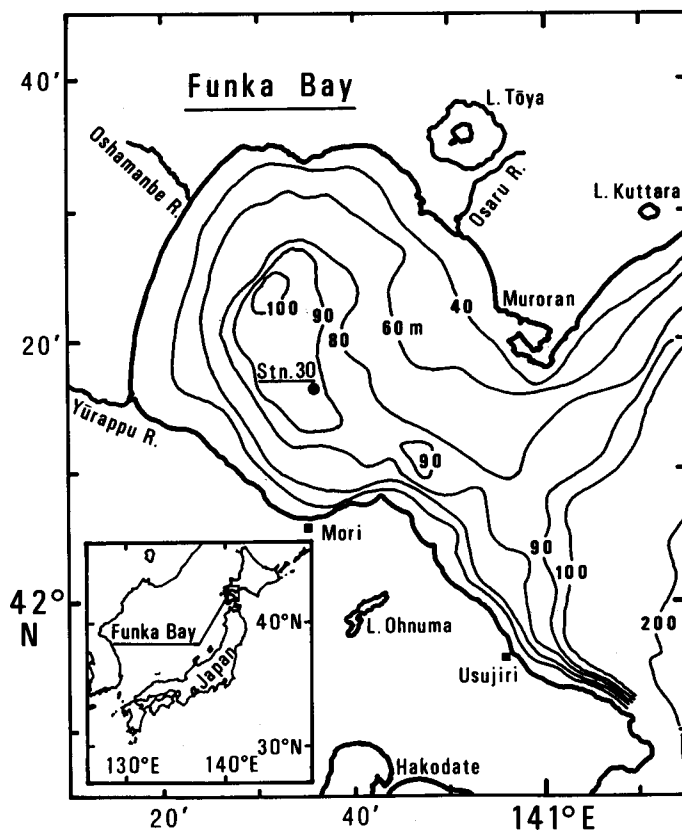 40'
Funka Bay
L. Tōya
Oshamanbe R.
Osaru R.
L. Kuttara
100
90
80
60 m
40
Muroran
20'
Stn. 30
Yūrappu R.
90
Mori
90
100
42°
N
200
L. Ohnuma
Usujiri
Funka Bay
40°N
Japan
30°N
130°E
140°E
Hakodate
20'
40'
141°E